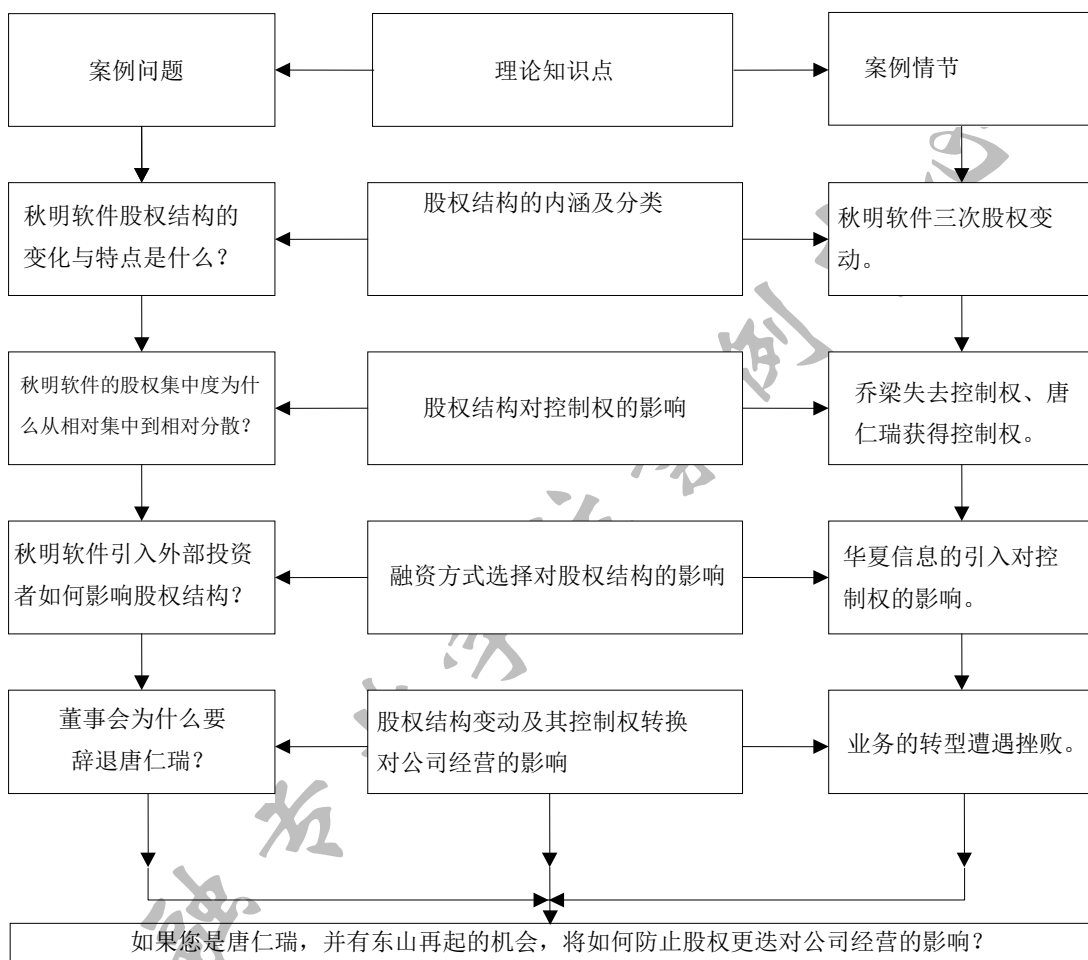 案例问题
理论知识点
案例情节
秋明软件股权结构的
变化与特点是什么？
股权结构的内涵及分类
秋明软件三次股权变
动。
秋明软件的股权集中度为什
么从相对集中到相对分散？
股权结构对控制权的影响
乔梁失去控制权、唐
仁瑞获得控制权。
秋明软件引入外部投资
者如何影响股权结构？
融资方式选择对股权结构的影响
华夏信息的引入对控
制权的影响。
董事会为什么要
辞退唐仁瑞？
股权结构变动及其控制权转换
对公司经营的影响
业务的转型遭遇挫败。
如果您是唐仁瑞，并有东山再起的机会，将如何防止股权更迭对公司经营的影响？